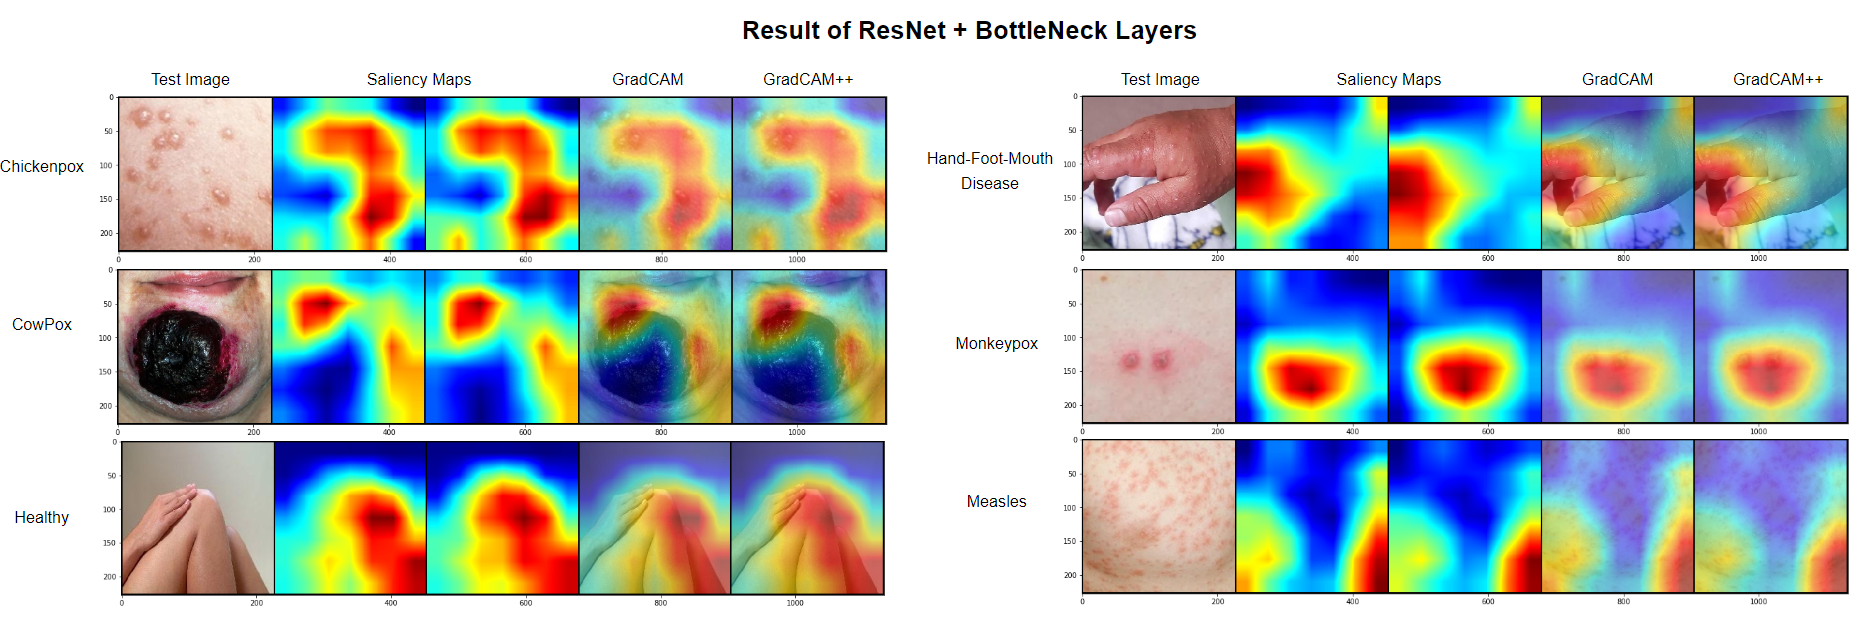 Result of ResNet + BottleNeck Layers
Test Image Saliency Maps GradCAM GradCAM++
Chickenpox
0
50
100
150
200
0 200 400 600 800 1000
CowPox
0
50
100
150
200
0 200 400 600 800 1000
Healthy
0
50
100
150
200
0 200 400 600 800 1000
Test Image Saliency Maps GradCAM GradCAM++
Hand-Foot-Mouth
Disease
0
50
100
150
200
0 200 400 600 800 1000
Monkeypox
0
50
100
150
200
0 200 400 600 800 1000
Measles
0
50
100
150
200
0 200 400 600 800 1000